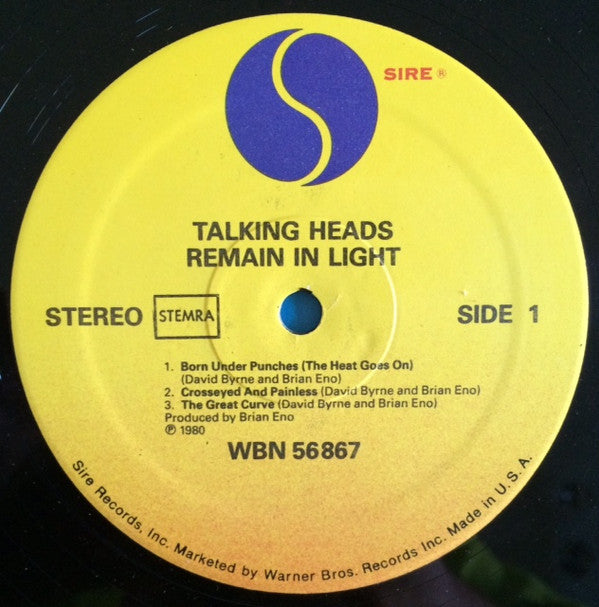 SIRE ®
TALKING HEADS
REMAIN IN LIGHT
STEREO STEMRA SIDE 1
1. Born Under Punches (The Heat Goes On)
(David Byrne and Brian Eno)
2. Crosseyed And Painless (David Byrne and Brian Eno)
3. The Great Curve (David Byrne and Brian Eno)
Produced by Brian Eno
℗ 1980
WBN 56867
Sire Records, Inc. Marketed by Warner Bros. Records Inc. Made in U.S.A.